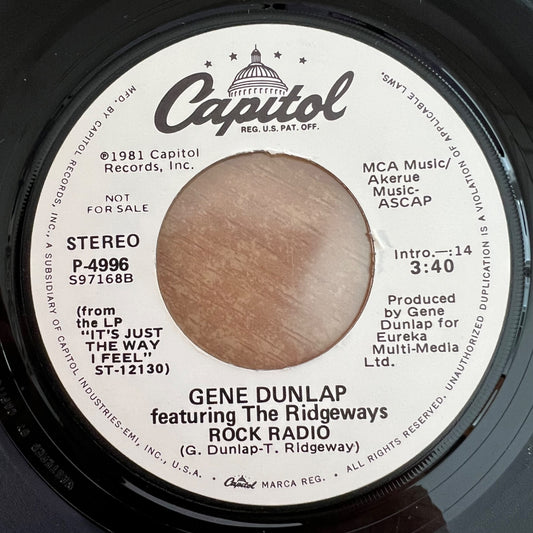 Capitol
REG. U.S. PAT. OFF.
℗1981 Capitol
Records, Inc.
NOT
FOR SALE
STEREO
P-4996
S97168B
(from
the LP
"IT'S JUST
THE WAY
I FEEL"
ST-12130)
MCA Music/
Akerue
Music-
ASCAP
Intro.—:14
3:40
Produced
by Gene
Dunlap for
Eureka
Multi-Media
Ltd.
GENE DUNLAP
featuring The Ridgeways
ROCK RADIO
(G. Dunlap-T. Ridgeway)
MFD. BY CAPITOL RECORDS, INC., A SUBSIDIARY OF CAPITOL INDUSTRIES-EMI, INC., U.S.A. • Capitol MARCA REG. • ALL RIGHTS RESERVED. UNAUTHORIZED DUPLICATION IS A VIOLATION OF APPLICABLE LAWS.